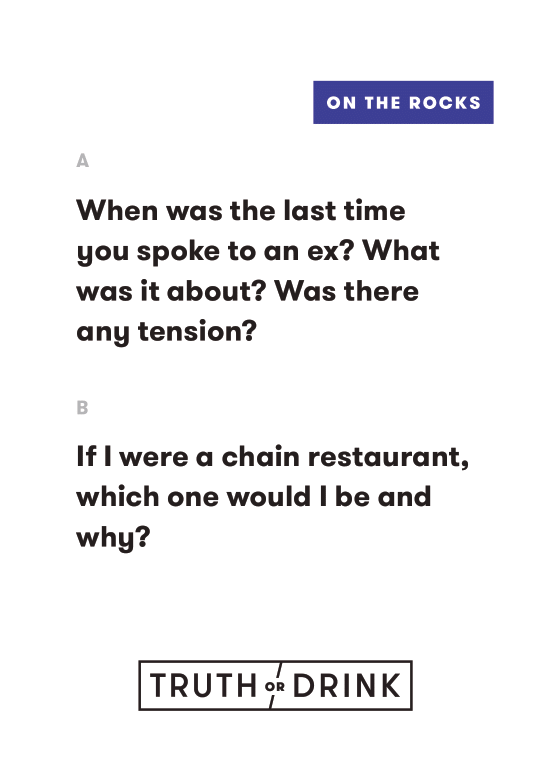 ON THE ROCKS
A
When was the last time
you spoke to an ex? What
was it about? Was there
any tension?
B
If I were a chain restaurant,
which one would I be and
why?
TRUTH OR DRINK